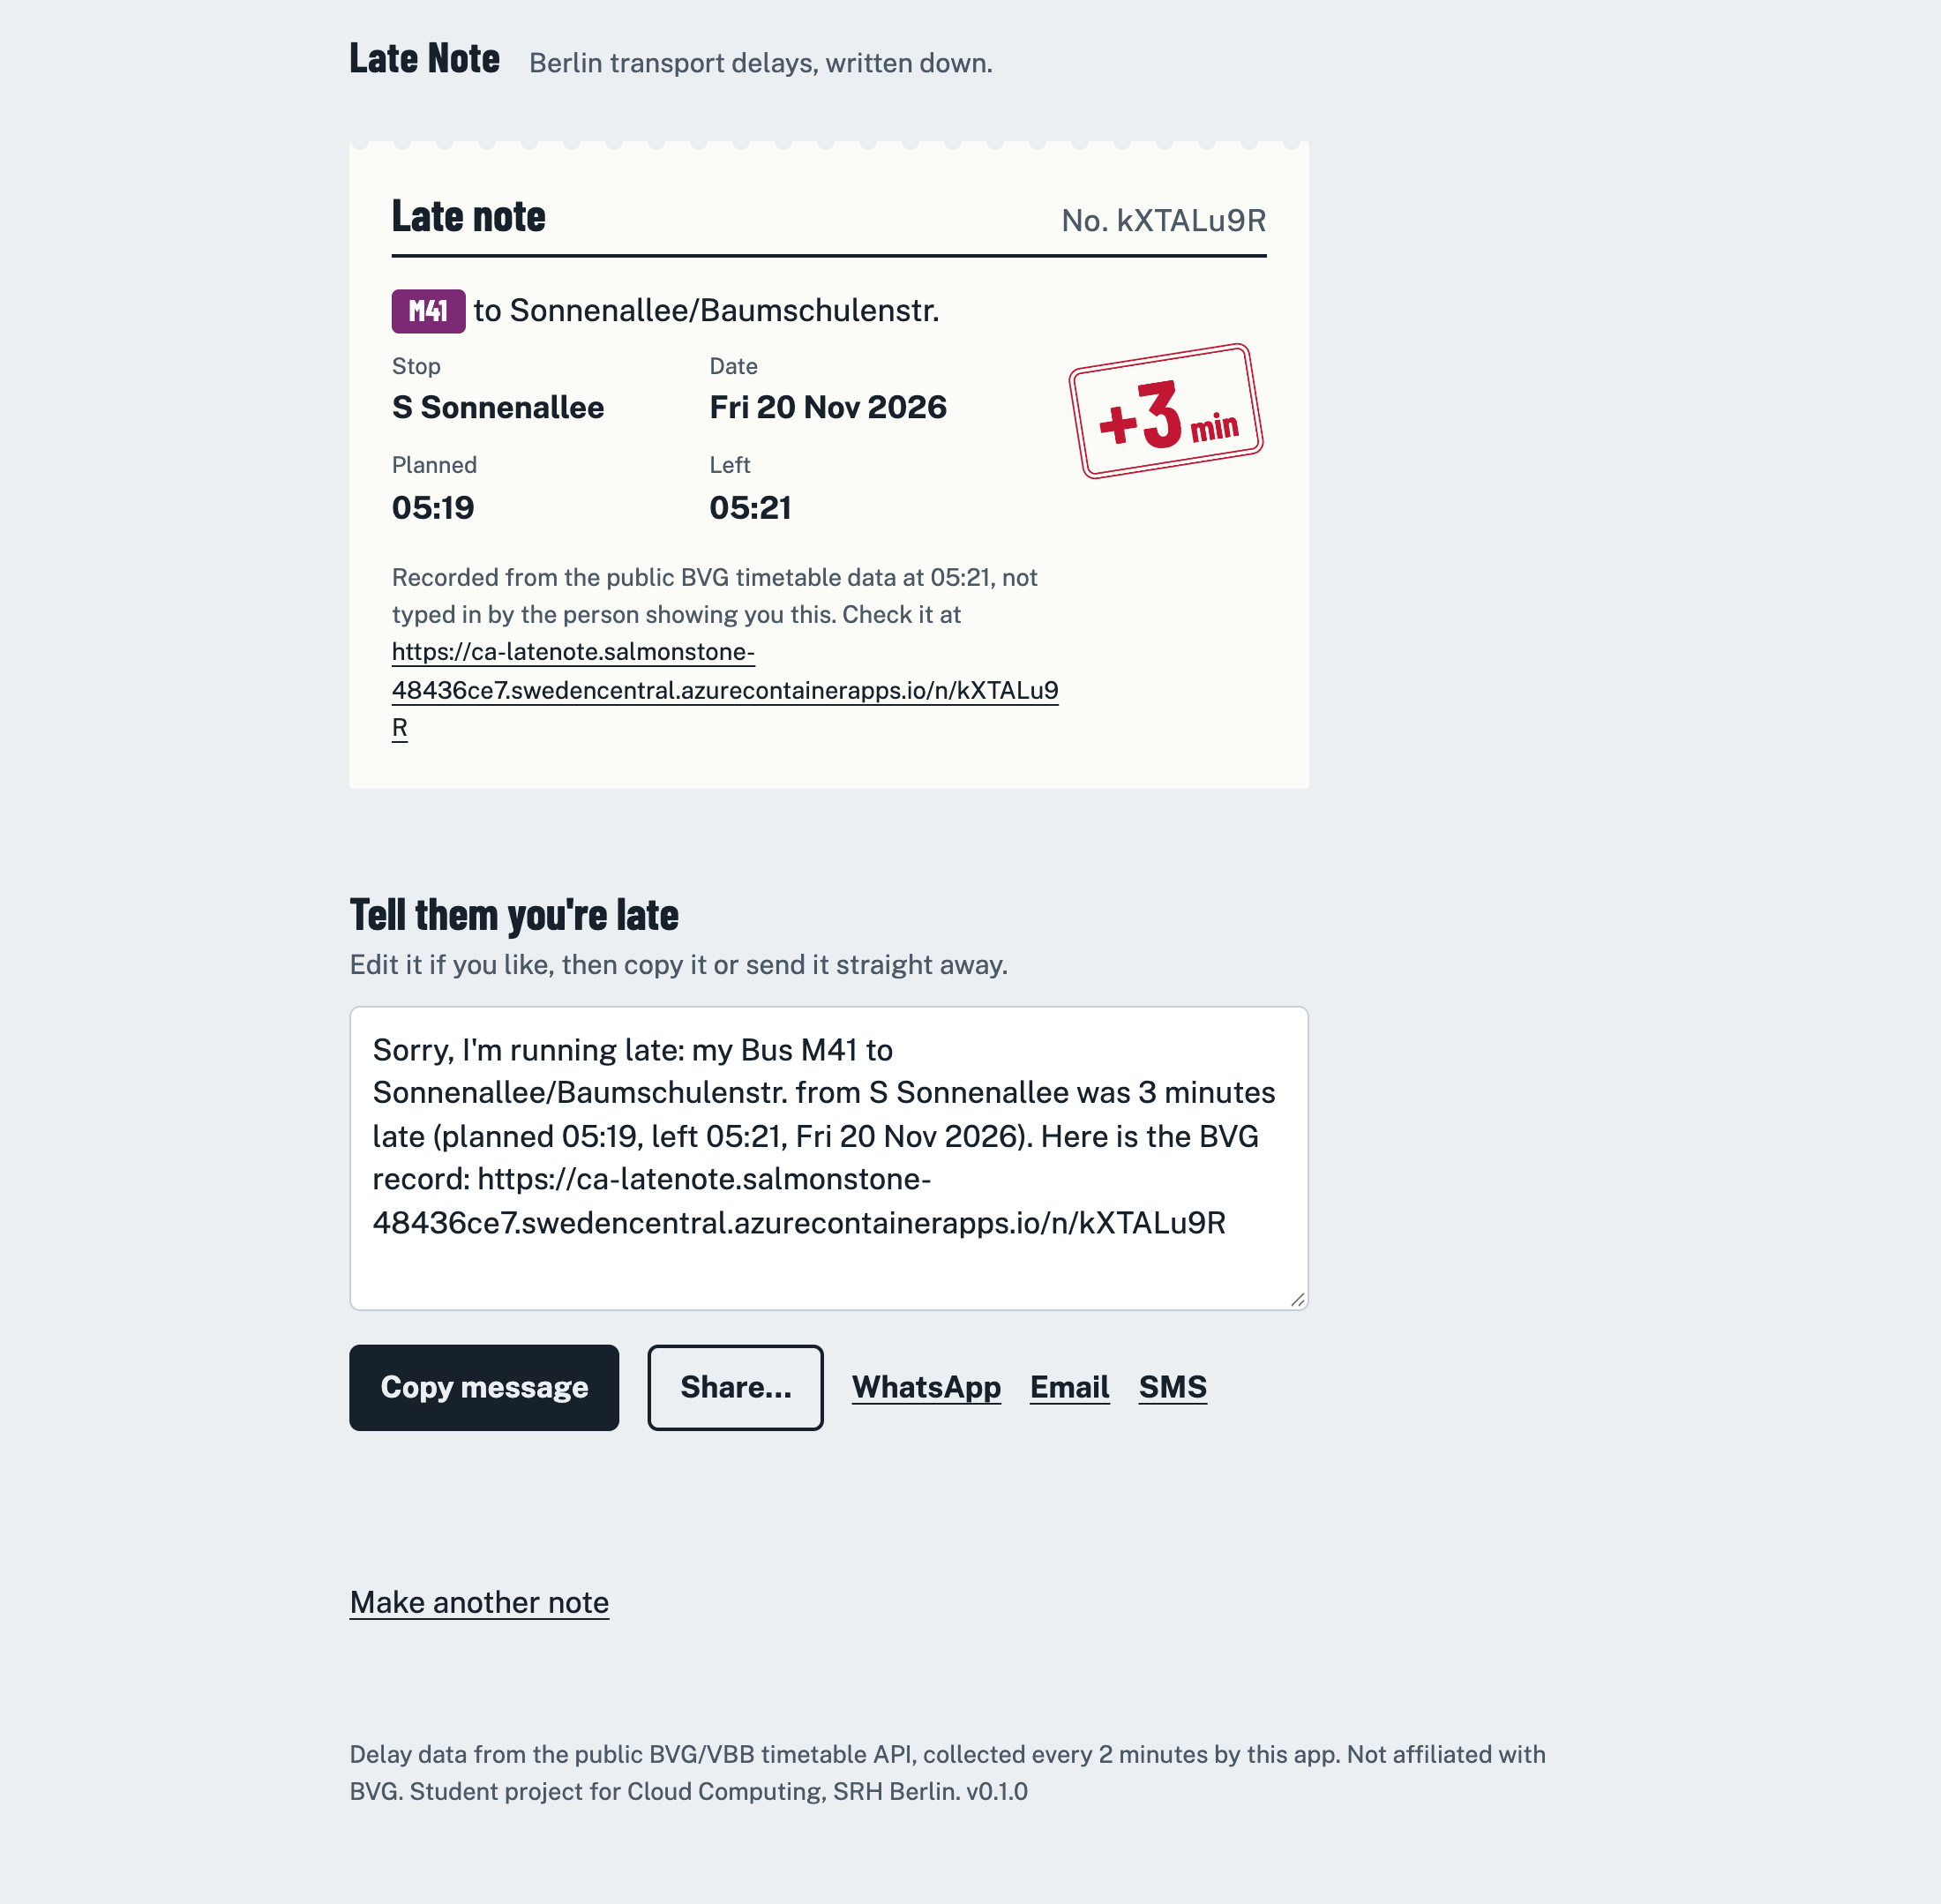 Late Note Berlin transport delays, written down.
Late note No. kXTALu9R
M41 to Sonnenallee/Baumschulenstr.
Stop Date
S Sonnenallee Fri 20 Nov 2026
+3 min
Planned Left
05:19 05:21
Recorded from the public BVG timetable data at 05:21, not
typed in by the person showing you this. Check it at
https://ca-latenote.salmonstone-
48436ce7.swedencentral.azurecontainerapps.io/n/kXTALu9
R
Tell them you're late
Edit it if you like, then copy it or send it straight away.
Sorry, I'm running late: my Bus M41 to
Sonnenallee/Baumschulenstr. from S Sonnenallee was 3 minutes
late (planned 05:19, left 05:21, Fri 20 Nov 2026). Here is the BVG
record: https://ca-latenote.salmonstone-
48436ce7.swedencentral.azurecontainerapps.io/n/kXTALu9R
Copy message Share... WhatsApp Email SMS
Make another note
Delay data from the public BVG/VBB timetable API, collected every 2 minutes by this app. Not affiliated with
BVG. Student project for Cloud Computing, SRH Berlin. v0.1.0